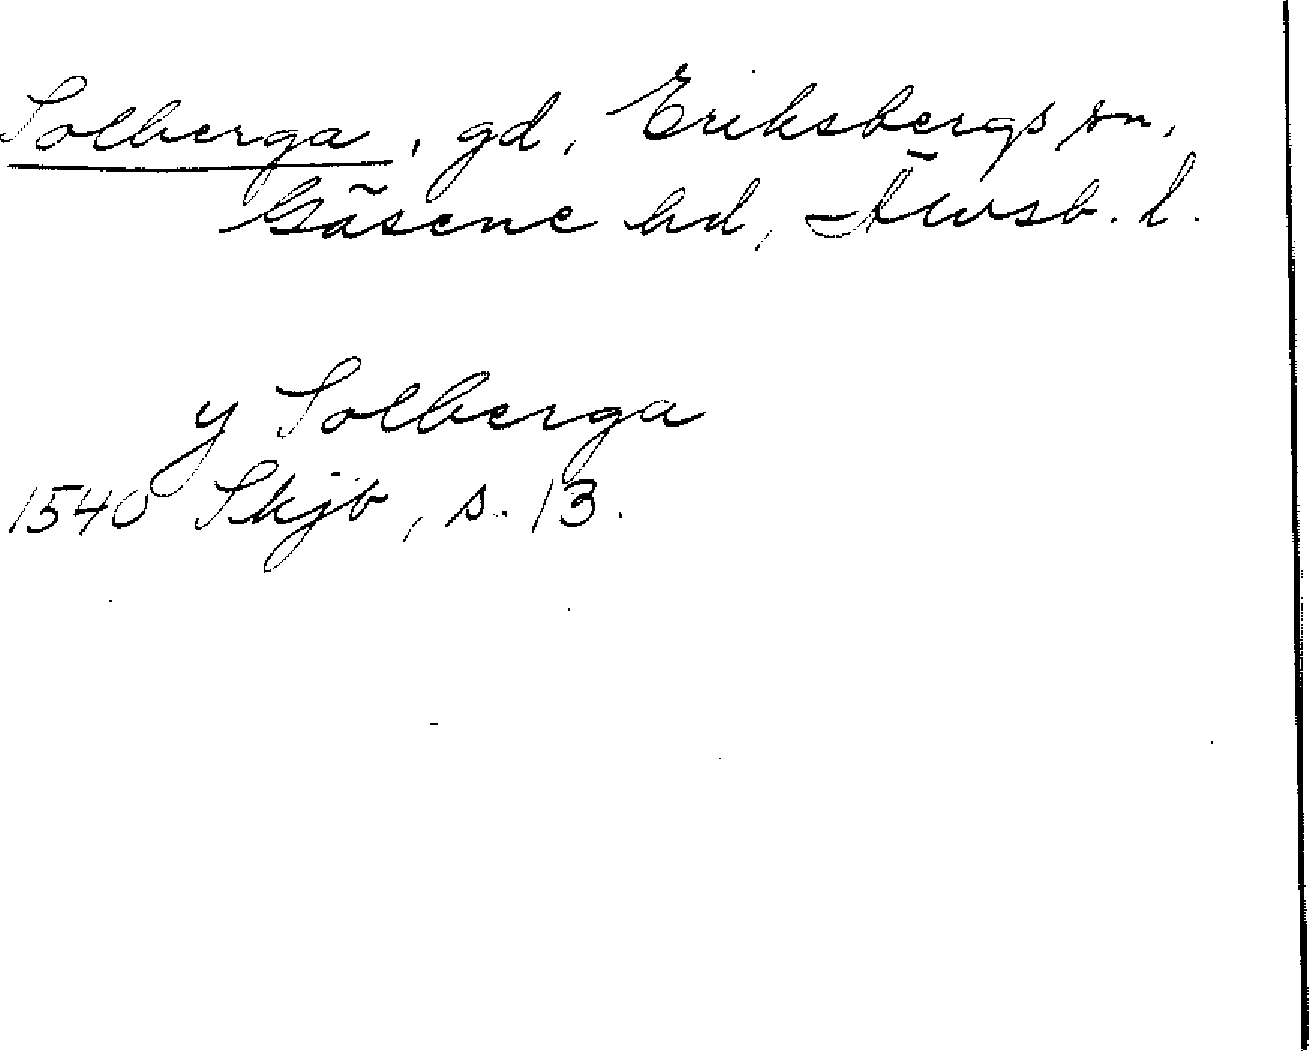 Solberga, gd, Eriksbergs sn,
Gäsene hd, Älvsb. l.
y Solberga
1540 Skjb, s. 13.